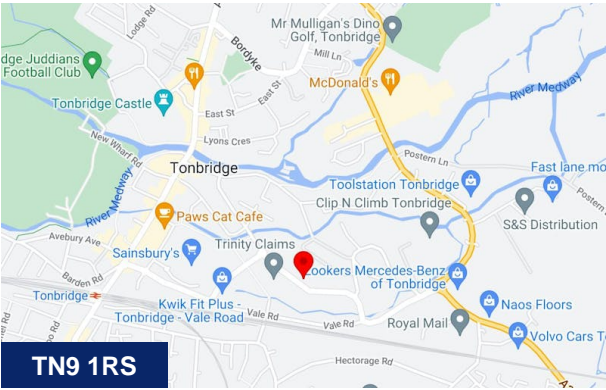 Lodge Rd
Mr Mulligan's Dino
Golf, Tonbridge
Bordyke
Mill Ln
dge Juddians
Football Club
McDonald's
Tonbridge Castle
East St
East St
River Medway
Lyons Cres
New Wharf Rd
Postern Ln
Tonbridge
Fast lane mo
Toolstation Tonbridge
Postern
Clip N Climb Tonbridge
River Medway
Paws Cat Cafe
S&S Distribution
Avebury Ave
Trinity Claims
Sainsbury's
Lookers Mercedes-Benz
of Tonbridge
Barden Rd
Tonbridge
Kwik Fit Plus -
Tonbridge - Vale Road
Naos Floors
Vale Rd
Vale Rd
Royal Mail
Volvo Cars T
Hectorage Rd
TN9 1RS